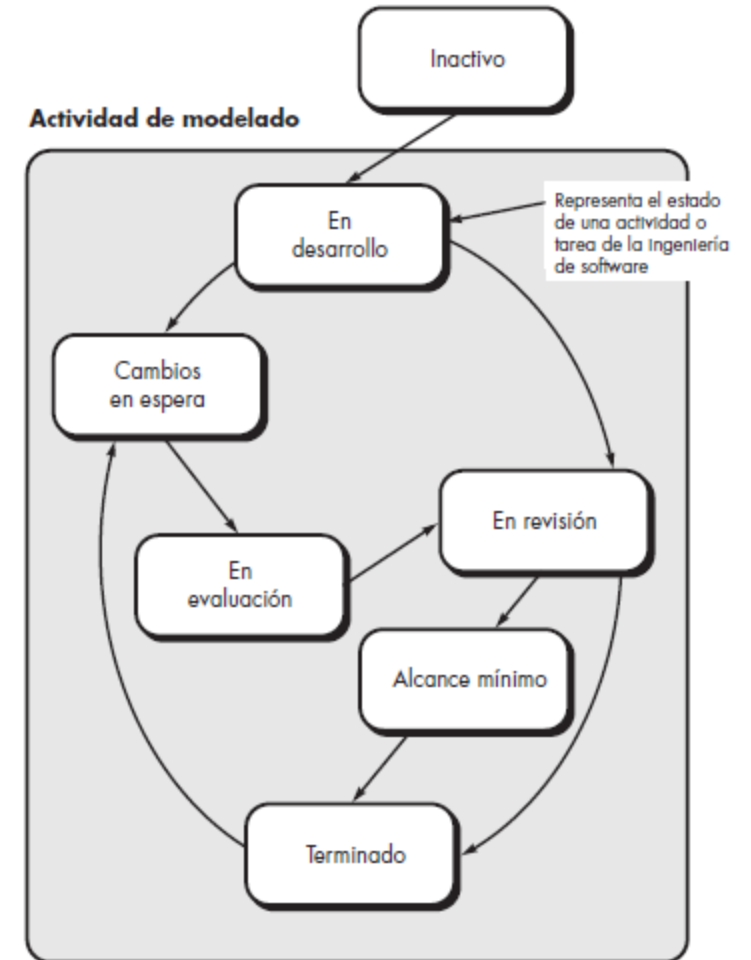 Inactivo
Actividad de modelado
En
desarrollo
Representa el estado
de una actividad o
tarea de la ingeniería
de software
Cambios
en espera
En revisión
En
evaluación
Alcance mínimo
Terminado